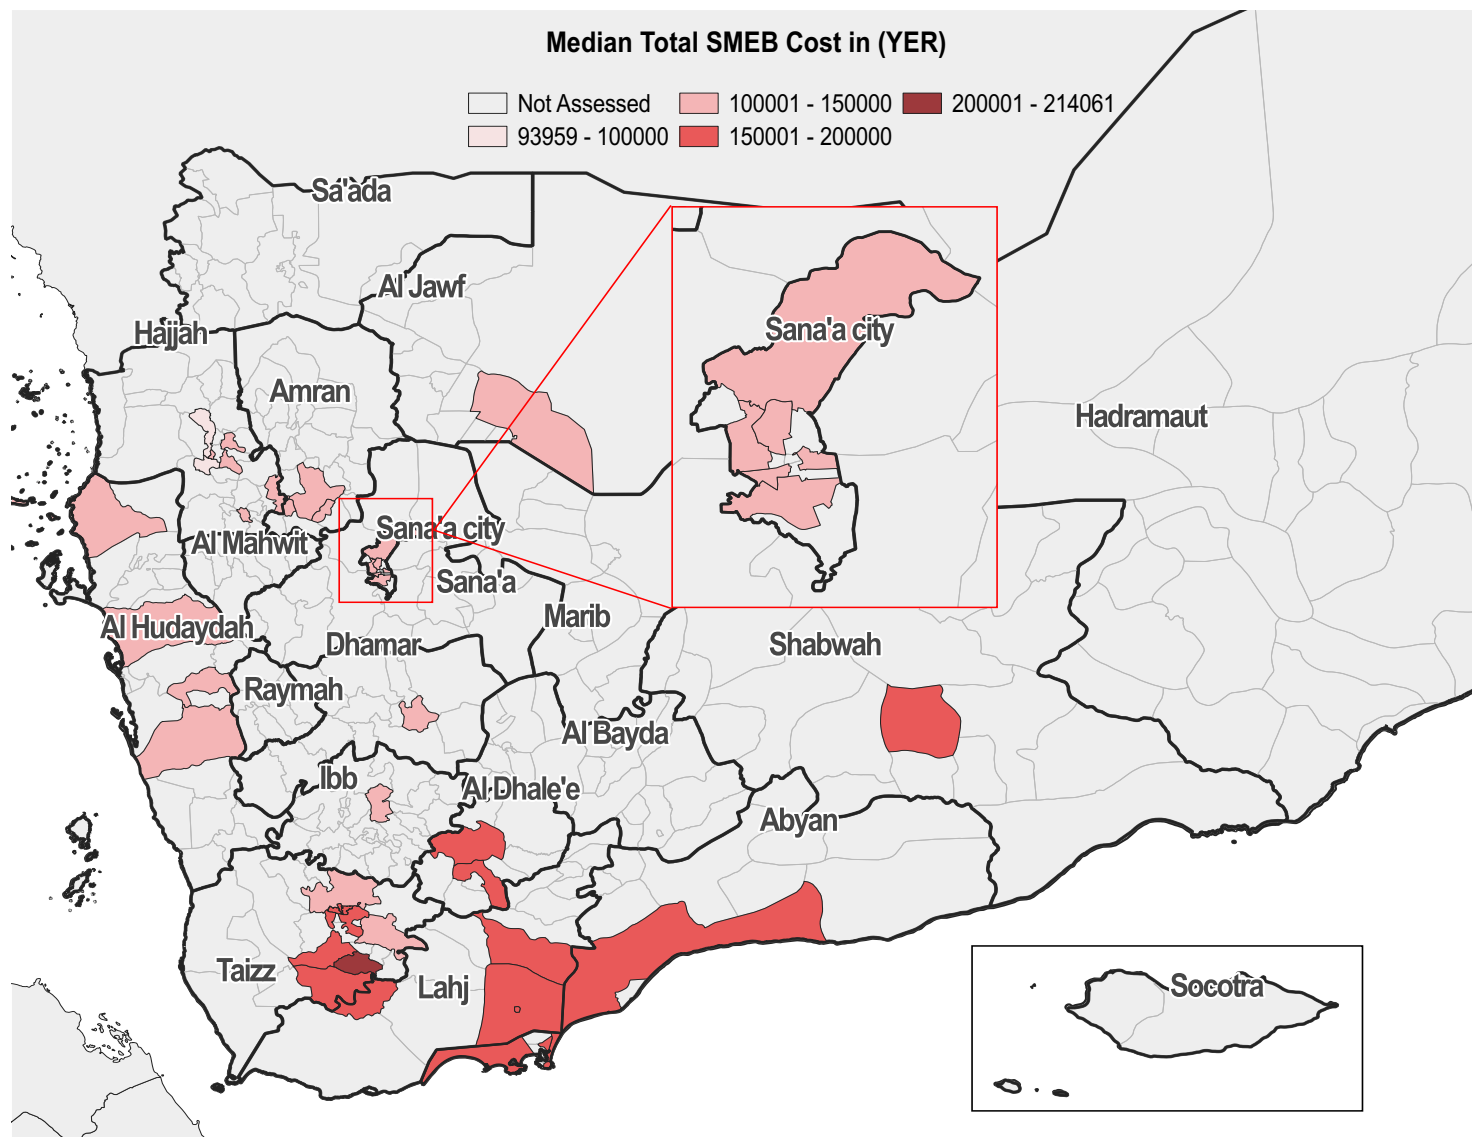 Median Total SMEB Cost in (YER)
Not Assessed
100001 - 150000
200001 - 214061
93959 - 100000
150001 - 200000
Sa'ada
Al Jawf
Hajjah
Sana'a city
Amran
Hadramaut
Sana'a city
Al Mahwit
Sana'a
Marib
Al Hudaydah
Dhamar
Shabwah
Raymah
Al Bayda
Ibb
Al Dhale'e
Abyan
Taizz
Lahj
Socotra